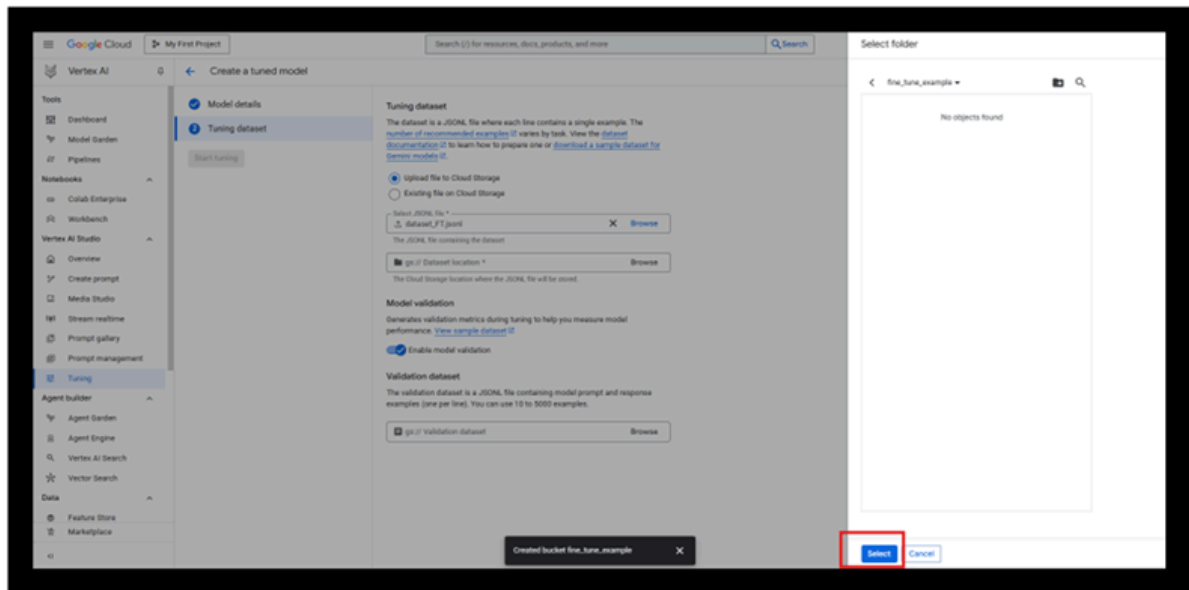 Google Cloud
My First Project
Search (/) for resources, docs, products, and more
Search
Vertex AI
Tools
Dashboard
Model Garden
Pipelines
Notebooks
Colab Enterprise
Workbench
Vertex AI Studio
Overview
Create prompt
Media Studio
Stream realtime
Prompt gallery
Prompt management
Tuning
Agent builder
Agent Garden
Agent Engine
Vertex AI Search
Vector Search
Data
Feature Store
Marketplace
Create a tuned model
Model details
2 Tuning dataset
Start tuning
Tuning dataset
The dataset is a JSONL file where each line contains a single example. The
number of recommended examples varies by task. View the dataset
documentation to learn how to prepare one or download a sample dataset for
Gemini models.
Upload file to Cloud Storage
Existing file on Cloud Storage
Select JSONL file *
dataset_FT.jsonl
Browse
The JSONL file containing the dataset
gs:// Dataset location *
Browse
The Cloud Storage location where the JSONL file will be stored.
Model validation
Generates validation metrics during tuning to help you measure model
performance. View sample dataset
Enable model validation
Validation dataset
The validation dataset is a JSONL file containing model prompt and response
examples (one per line). You can use 10 to 5000 examples.
gs:// Validation dataset
Browse
Created bucket fine_tune_example
Select folder
fine_tune_example
No objects found
Select
Cancel